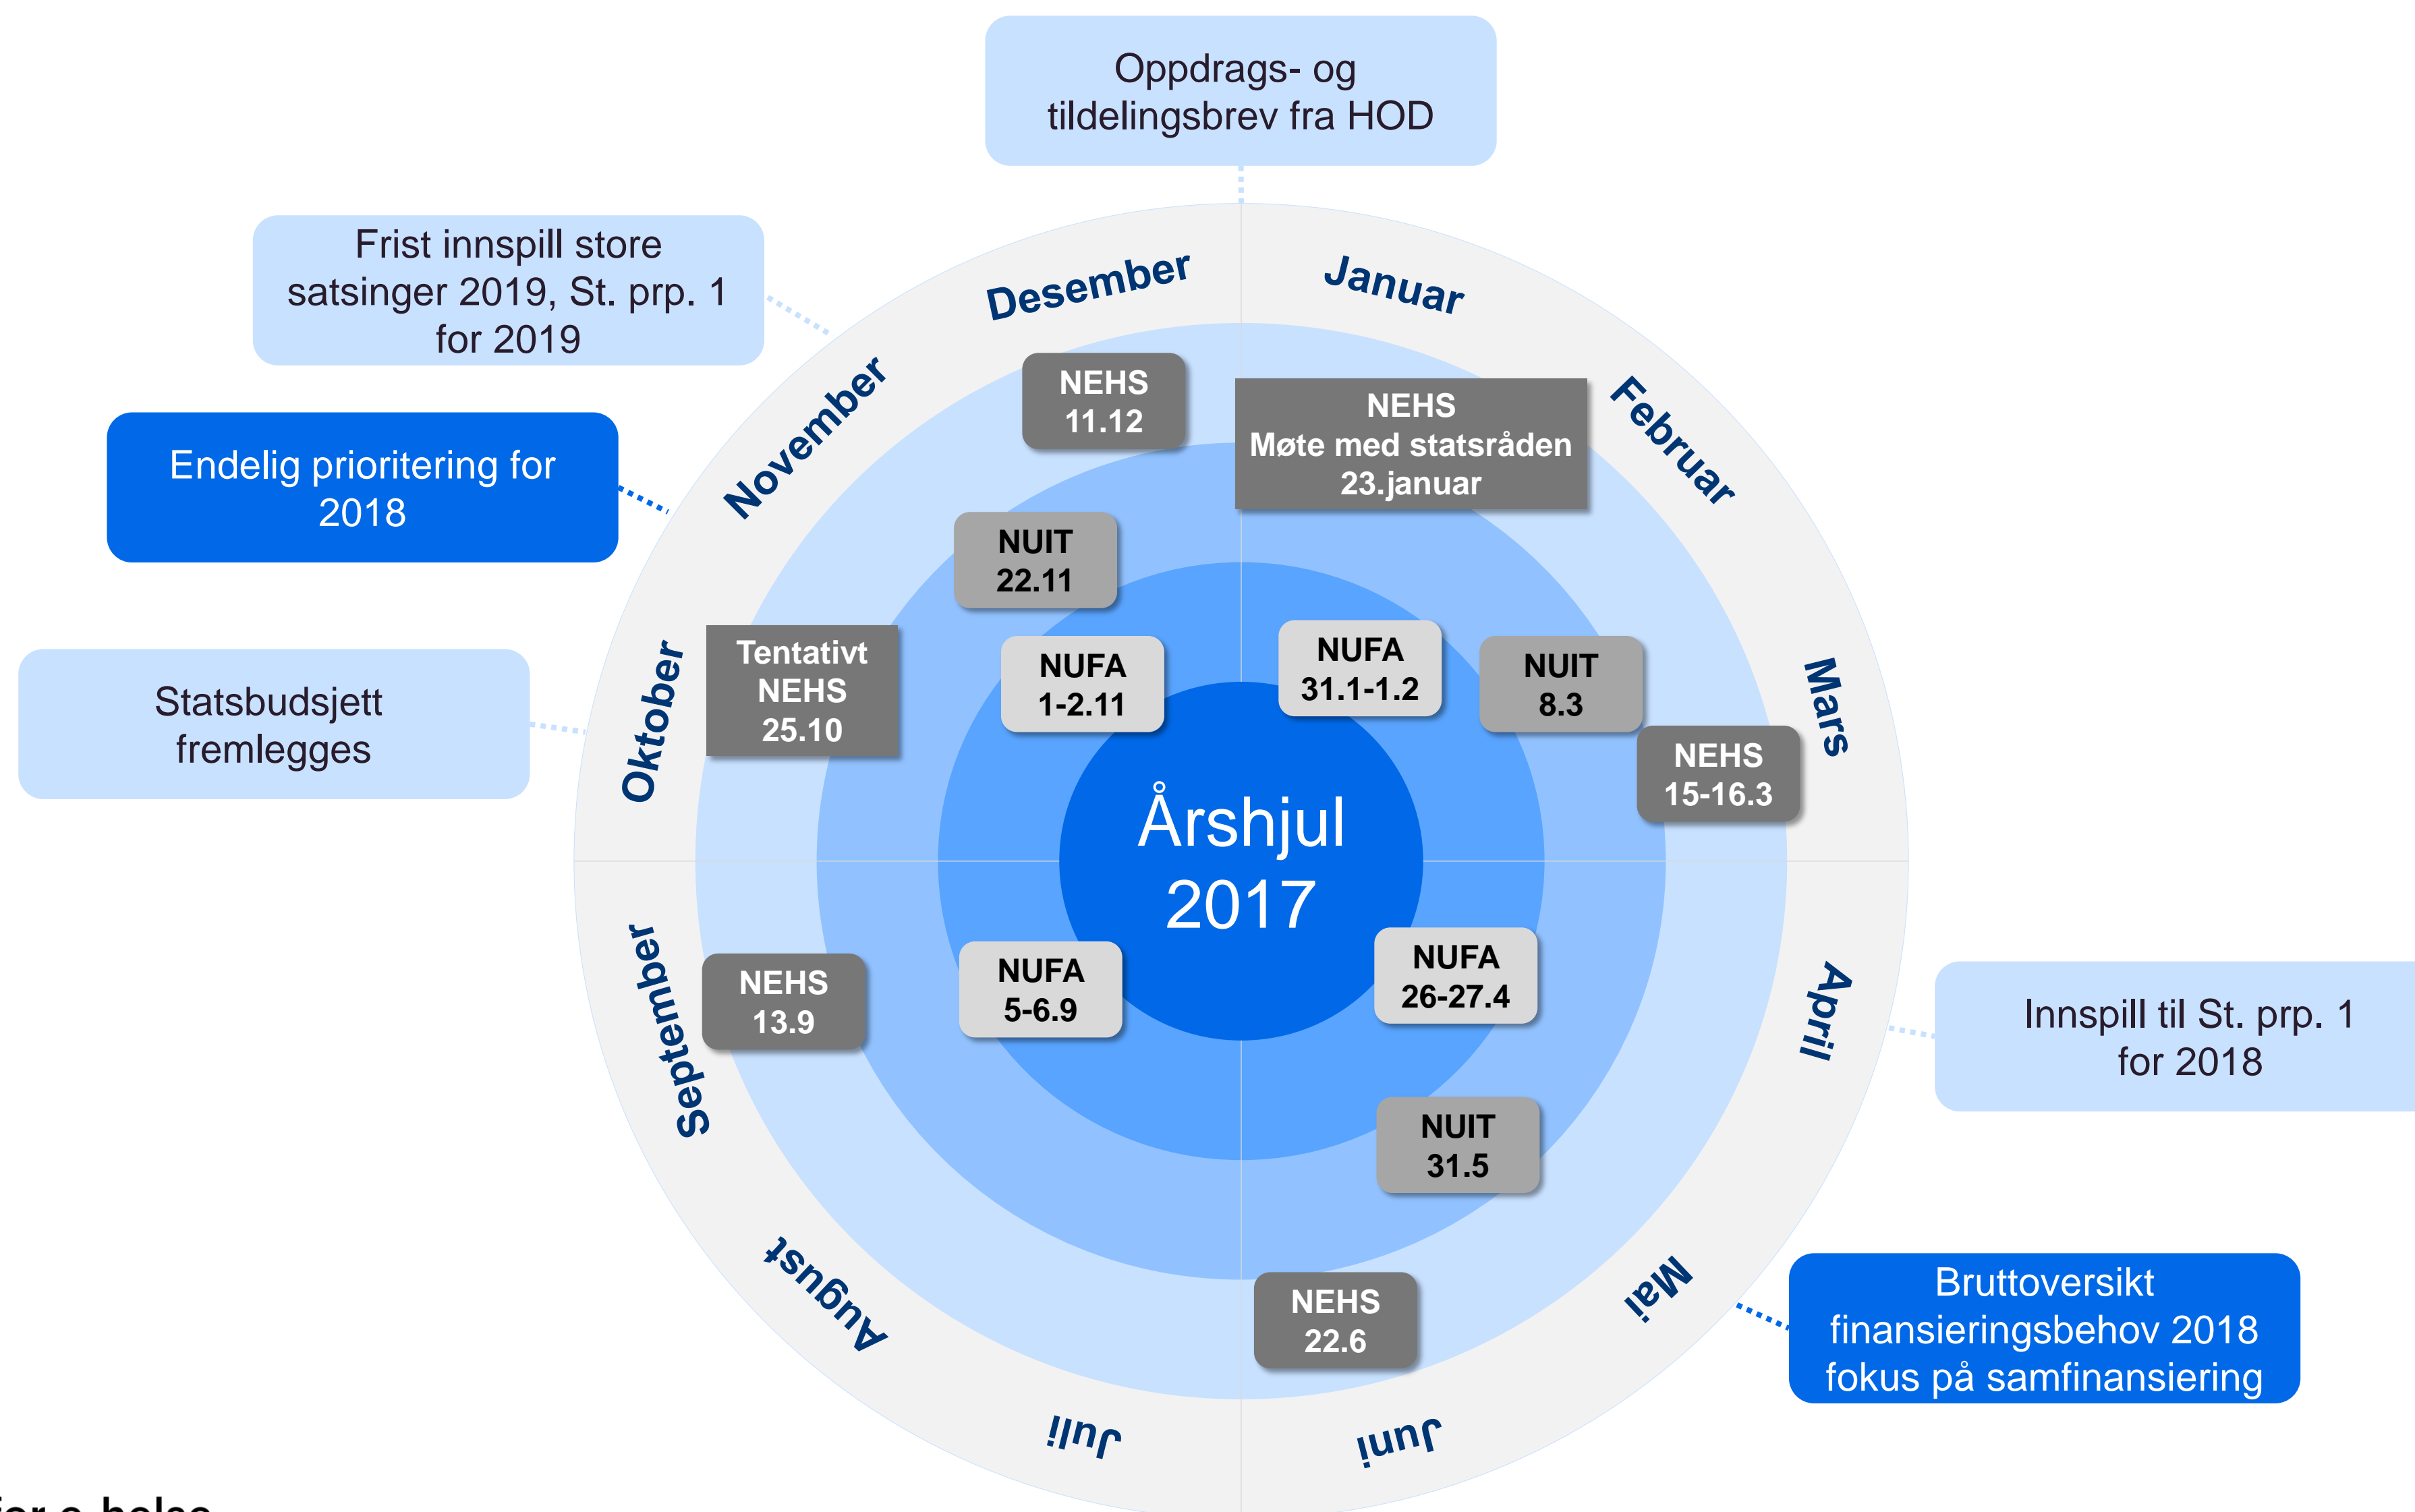 Oppdrags- og
tildelingsbrev fra HOD
Frist innspill store
satsinger 2019, St. prp. 1
for 2019
Endelig prioritering for
2018
Statsbudsjett
fremlegges
Desember
Januar
November
Februar
Oktober
Mars
September
April
August
Mai
Juli
Juni
NEHS
11.12
NEHS
Møte med statsråden
23.januar
NUIT
22.11
Tentativt
NEHS
25.10
NUFA
1-2.11
NUFA
31.1-1.2
NUIT
8.3
NEHS
15-16.3
Årshjul
2017
NEHS
13.9
NUFA
5-6.9
NUFA
26-27.4
NUIT
31.5
NEHS
22.6
Innspill til St. prp. 1
for 2018
Bruttoversikt
finansieringsbehov 2018
fokus på samfinansiering
for e-helse